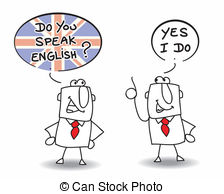 DO YOU
SPEAK
ENGLISH?
YES
I DO
© Can Stock Photo